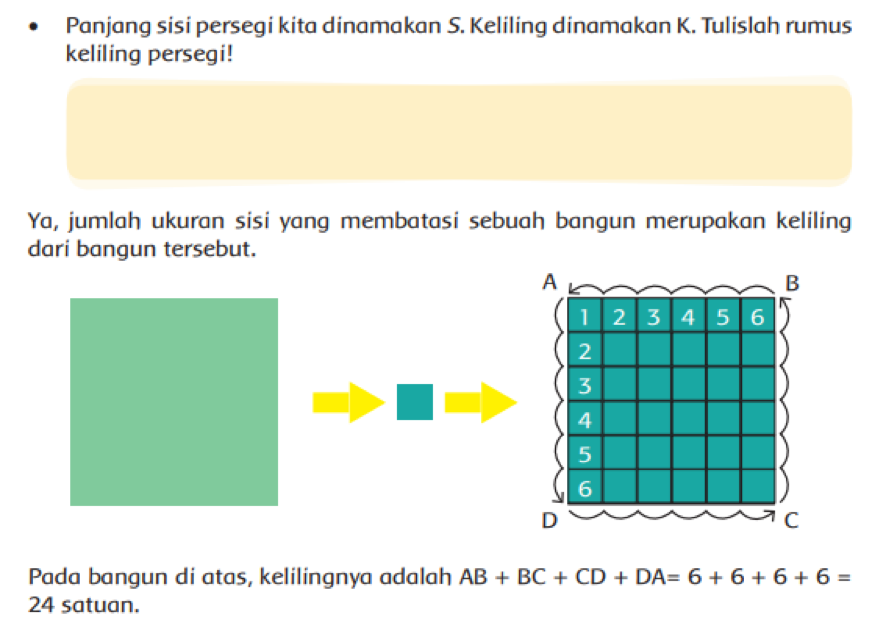 • Panjang sisi persegi kita dinamakan S. Keliling dinamakan K. Tulislah rumus
keliling persegi!
Ya, jumlah ukuran sisi yang membatasi sebuah bangun merupakan keliling
dari bangun tersebut.
A B
1 2 3 4 5 6
2
3
4
5
6
D C
Pada bangun di atas, kelilingnya adalah AB + BC + CD + DA= 6 + 6 + 6 + 6 =
24 satuan.